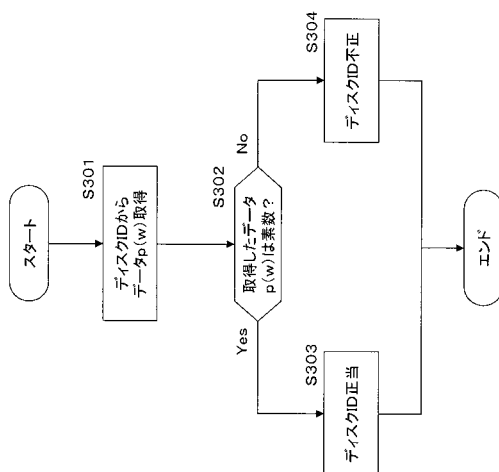 スタート
S301
ディスクIDから
データp(w)取得
S302
取得したデータ
p(w)は素数?
Yes
No
S303
ディスクID正当
S304
ディスクID不正
エンド